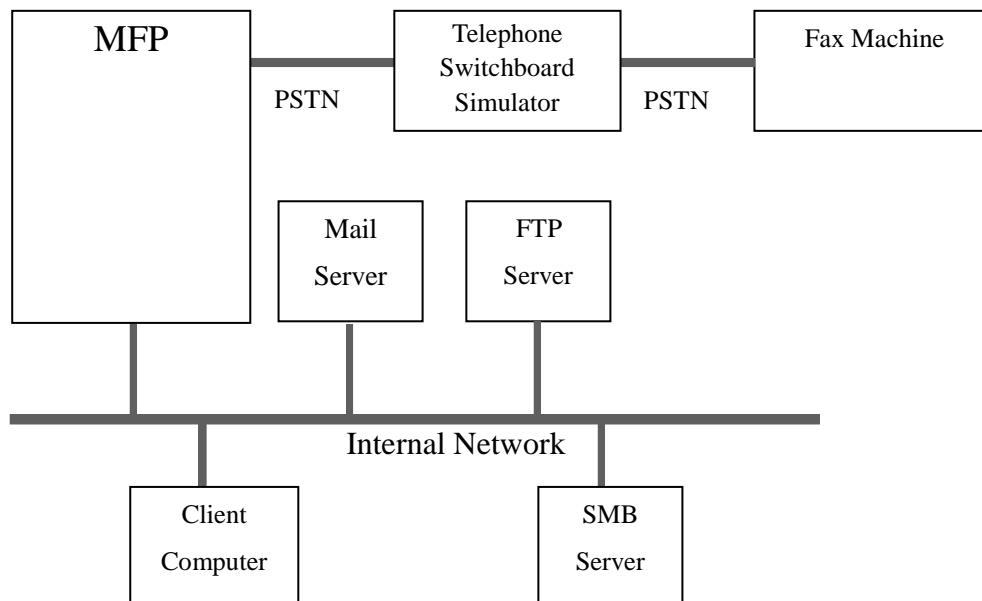 MFP
Telephone
Switchboard
Simulator
Fax Machine
PSTN
PSTN
Mail
Server
FTP
Server
Internal Network
Client
Computer
SMB
Server